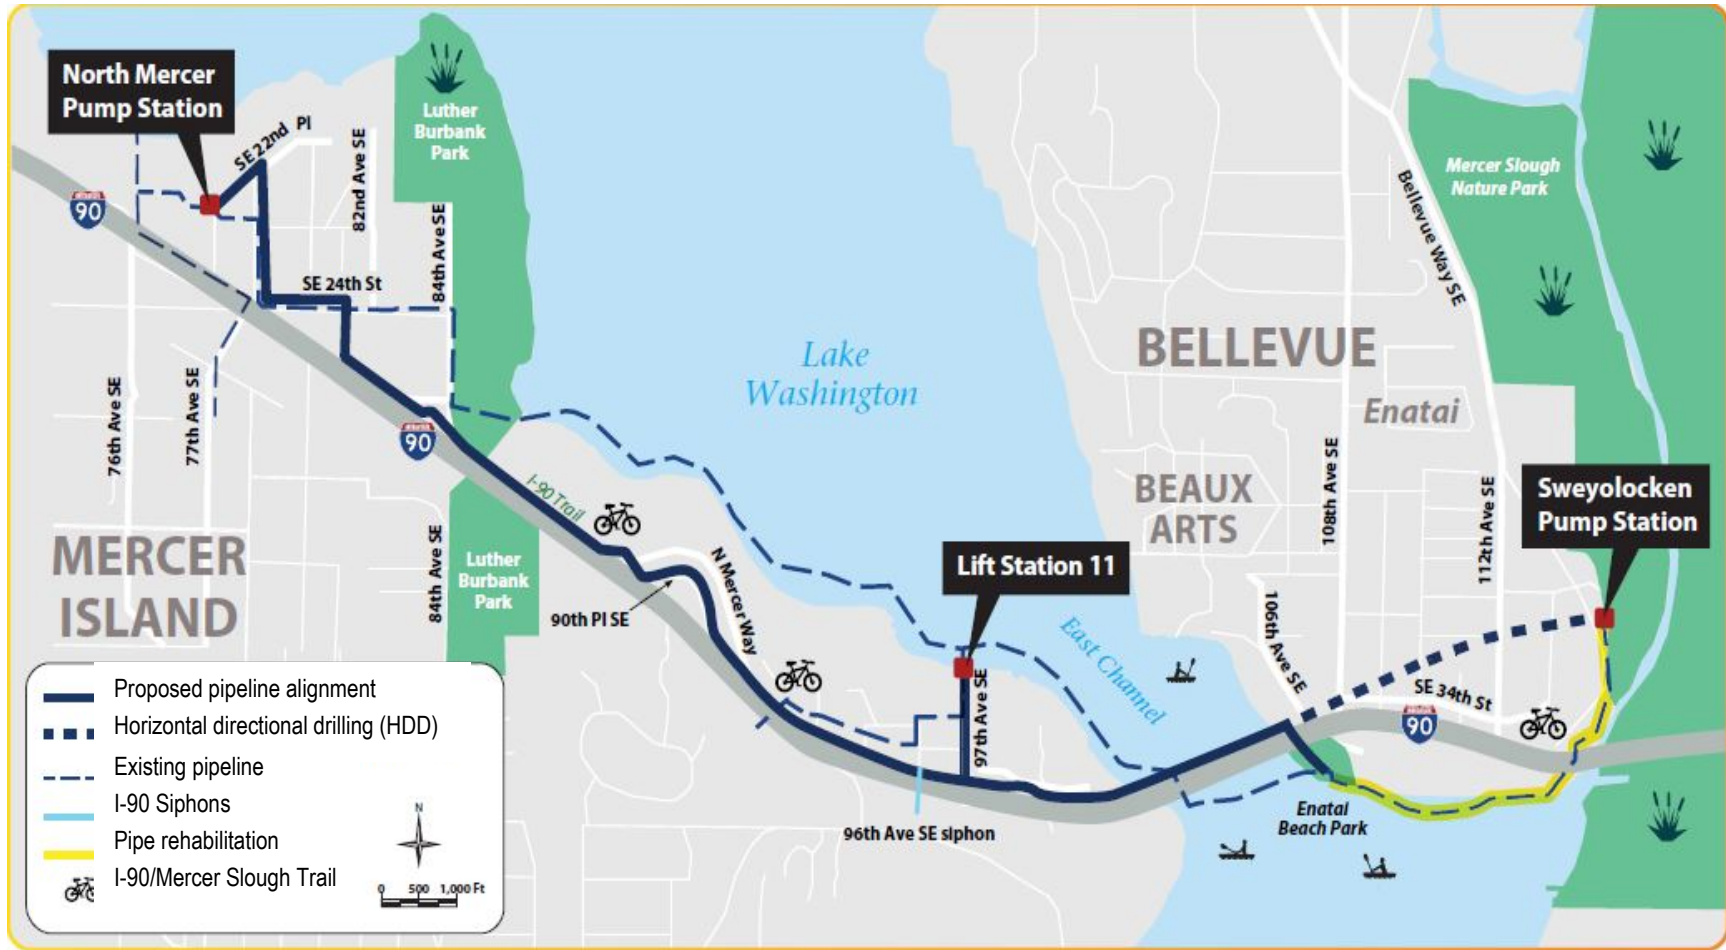 North Mercer
Pump Station
SE 22nd Pl
82nd Ave SE
Luther
Burbank
Park
90
84th Ave SE
SE 24th St
76th Ave SE
77th Ave SE
90
I-90 Trail
MERCER
ISLAND
84th Ave SE
Luther
Burbank
Park
90th Pl SE
N Mercer Way
Lake
Washington
Lift Station 11
97th Ave SE
96th Ave SE siphon
East Channel
BELLEVUE
Enatai
BEAUX
ARTS
Mercer Slough
Nature Park
Bellevue Way SE
108th Ave SE
112th Ave SE
106th Ave SE
Sweyolocken
Pump Station
SE 34th St
90
Enatai
Beach Park
Proposed pipeline alignment
Horizontal directional drilling (HDD)
Existing pipeline
I-90 Siphons
Pipe rehabilitation
I-90/Mercer Slough Trail
N
0 500 1,000 Ft